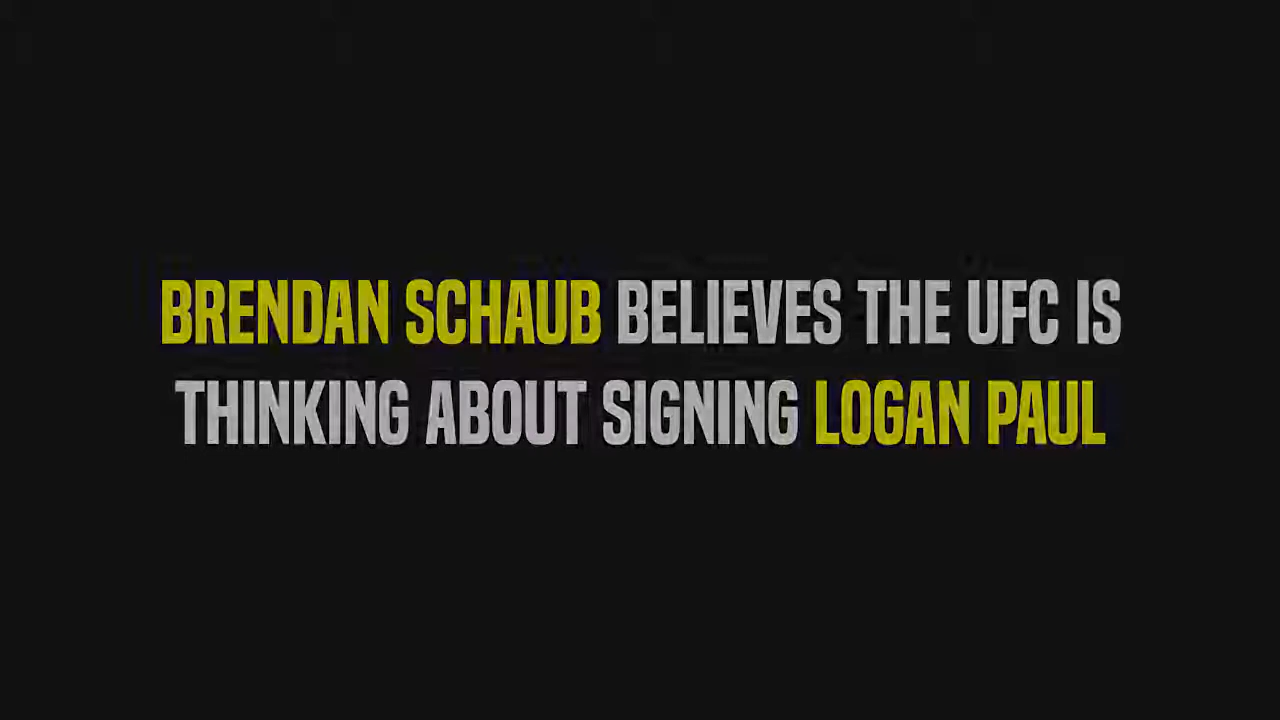 BRENDAN SCHAUB BELIEVES THE UFC IS
THINKING ABOUT SIGNING LOGAN PAUL